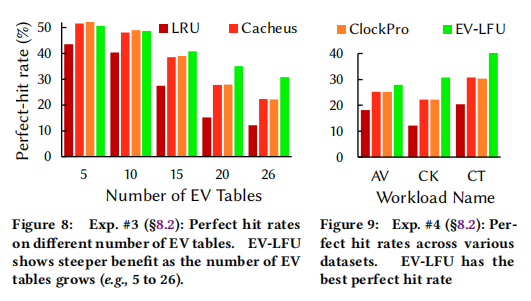 LRU Cacheus ClockPro EV-LFU
Perfect-hit rate (%)
50
40
30
20
10
0
5 10 15 20 26
Number of EV Tables
40
30
20
10
0
AV CK CT
Workload Name
Figure 8: Exp. #3 (§8.2): Perfect hit rates
on different number of EV tables. EV-LFU
shows steeper benefit as the number of EV
tables grows (e.g., 5 to 26).
Figure 9: Exp. #4 (§8.2): Per-
fect hit rates across various
datasets. EV-LFU has the
best perfect hit rate